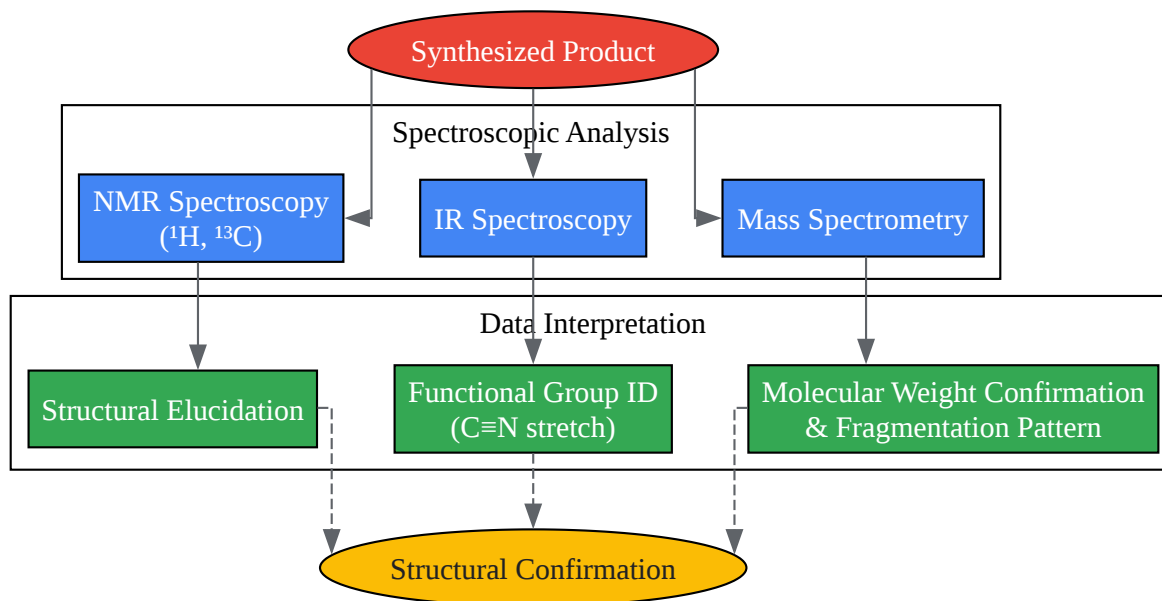 Synthesized Product
Spectroscopic Analysis
NMR Spectroscopy
(¹H, ¹³C)
IR Spectroscopy
Mass Spectrometry
Data Interpretation
Structural Elucidation
Functional Group ID
(C≡N stretch)
Molecular Weight Confirmation
& Fragmentation Pattern
Structural Confirmation